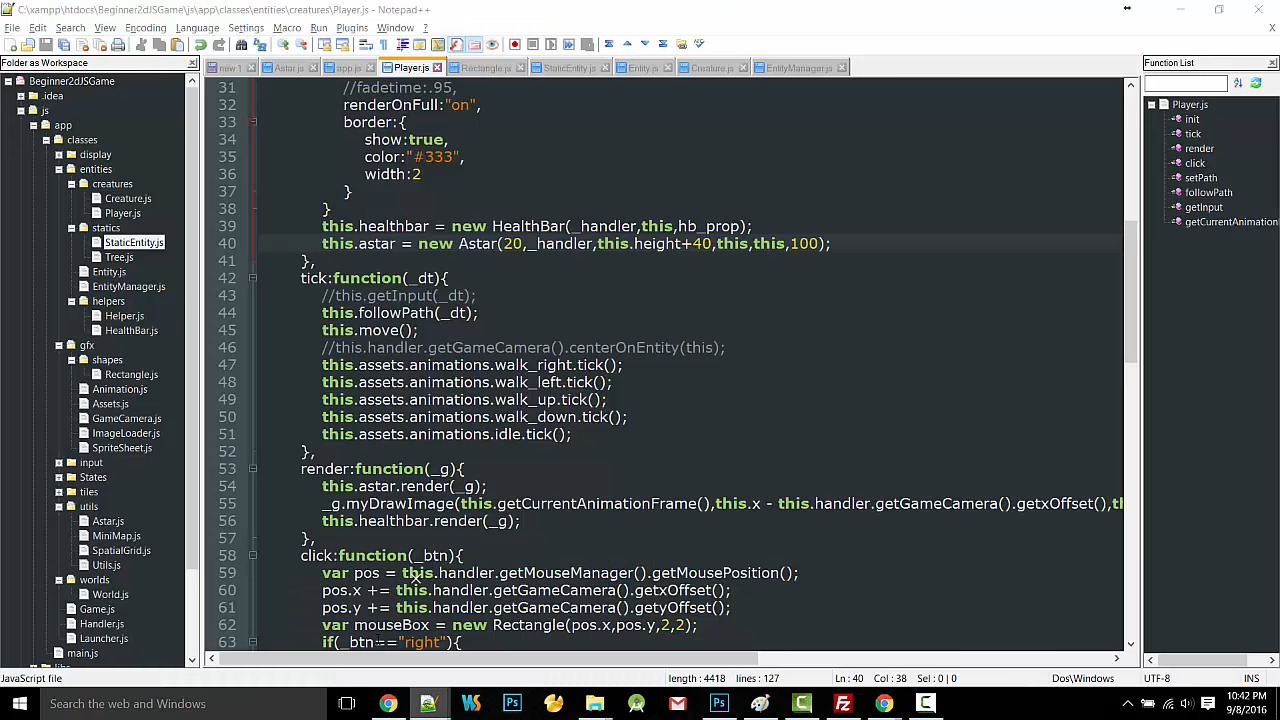 C:\xampp\htdocs\Beginner2dJSGame\js\app\classes\entities\creatures\Player.js - Notepad++
File Edit Search View Encoding Language Settings Macro Run Plugins Window ?
X
Folder as Workspace
Beginner2dJSGame
.idea
js
app
classes
display
entities
creatures
Creature.js
Player.js
statics
StaticEntity.js
Tree.js
Entity.js
EntityManager.js
helpers
Helper.js
HealthBar.js
gfx
shapes
Rectangle.js
Animation.js
Assets.js
GameCamera.js
ImageLoader.js
SpriteSheet.js
input
States
tiles
utils
Astar.js
MiniMap.js
SpatialGrid.js
Utils.js
worlds
World.js
Game.js
Handler.js
Launcher.js
main.js
new 1 Astar.js app.js Player.js Rectangle.js StaticEntity.js Entity.js Creature.js EntityManager.js
31 //fadetime:.95,
32 renderOnFull:"on",
33 border:{
34 show:true,
35 color:"#333",
36 width:2
37 }
38 }
39 this.healthbar = new HealthBar(_handler,this,hb_prop);
40 this.astar = new Astar(20,_handler,this.height+40,this,this,100);
41 },
42 tick:function(_dt){
43 //this.getInput(_dt);
44 this.followPath(_dt);
45 this.move();
46 //this.handler.getGameCamera().centerOnEntity(this);
47 this.assets.animations.walk_right.tick();
48 this.assets.animations.walk_left.tick();
49 this.assets.animations.walk_up.tick();
50 this.assets.animations.walk_down.tick();
51 this.assets.animations.idle.tick();
52 },
53 render:function(_g){
54 this.astar.render(_g);
55 _g.myDrawImage(this.getCurrentAnimationFrame(),this.x - this.handler.getGameCamera().getxOffset(),th
56 this.healthbar.render(_g);
57 },
58 click:function(_btn){
59 var pos = this.handler.getMouseManager().getMousePosition();
60 pos.x += this.handler.getGameCamera().getxOffset();
61 pos.y += this.handler.getGameCamera().getyOffset();
62 var mouseBox = new Rectangle(pos.x,pos.y,2,2);
63 if(_btn=="right"){
Function List
Player.js
init
tick
render
click
setPath
followPath
getInput
getCurrentAnimation
JavaScript file length : 4418 lines : 127 Ln : 40 Col : 38 Sel : 0 | 0 Dos\Windows UTF-8 INS
Search the web and Windows
10:42 PM
9/8/2016